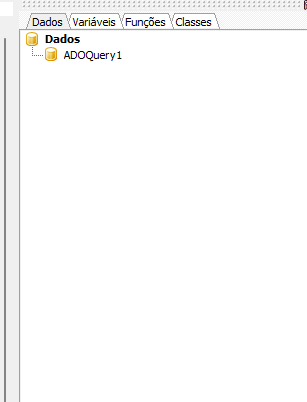 Dados Variáveis Funções Classes
Dados
ADOQuery1